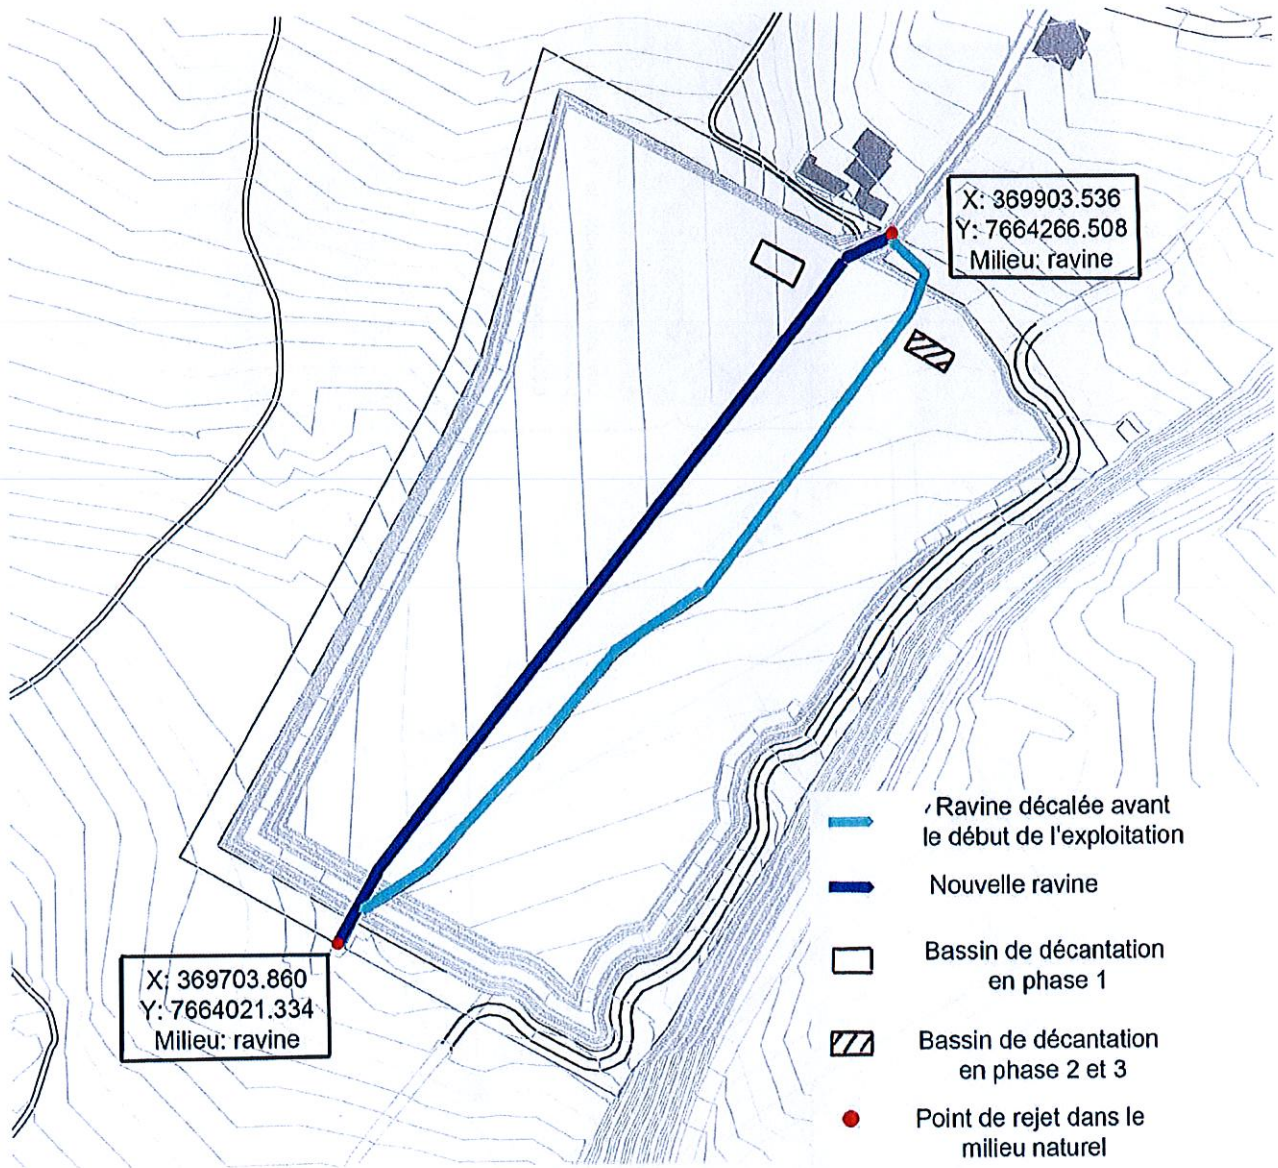 X: 369903.536
Y: 7664266.508
Milieu: ravine
X: 369703.860
Y: 7664021.334
Milieu: ravine
Ravine décalée avant
le début de l'exploitation
Nouvelle ravine
Bassin de décantation
en phase 1
Bassin de décantation
en phase 2 et 3
Point de rejet dans le
milieu naturel